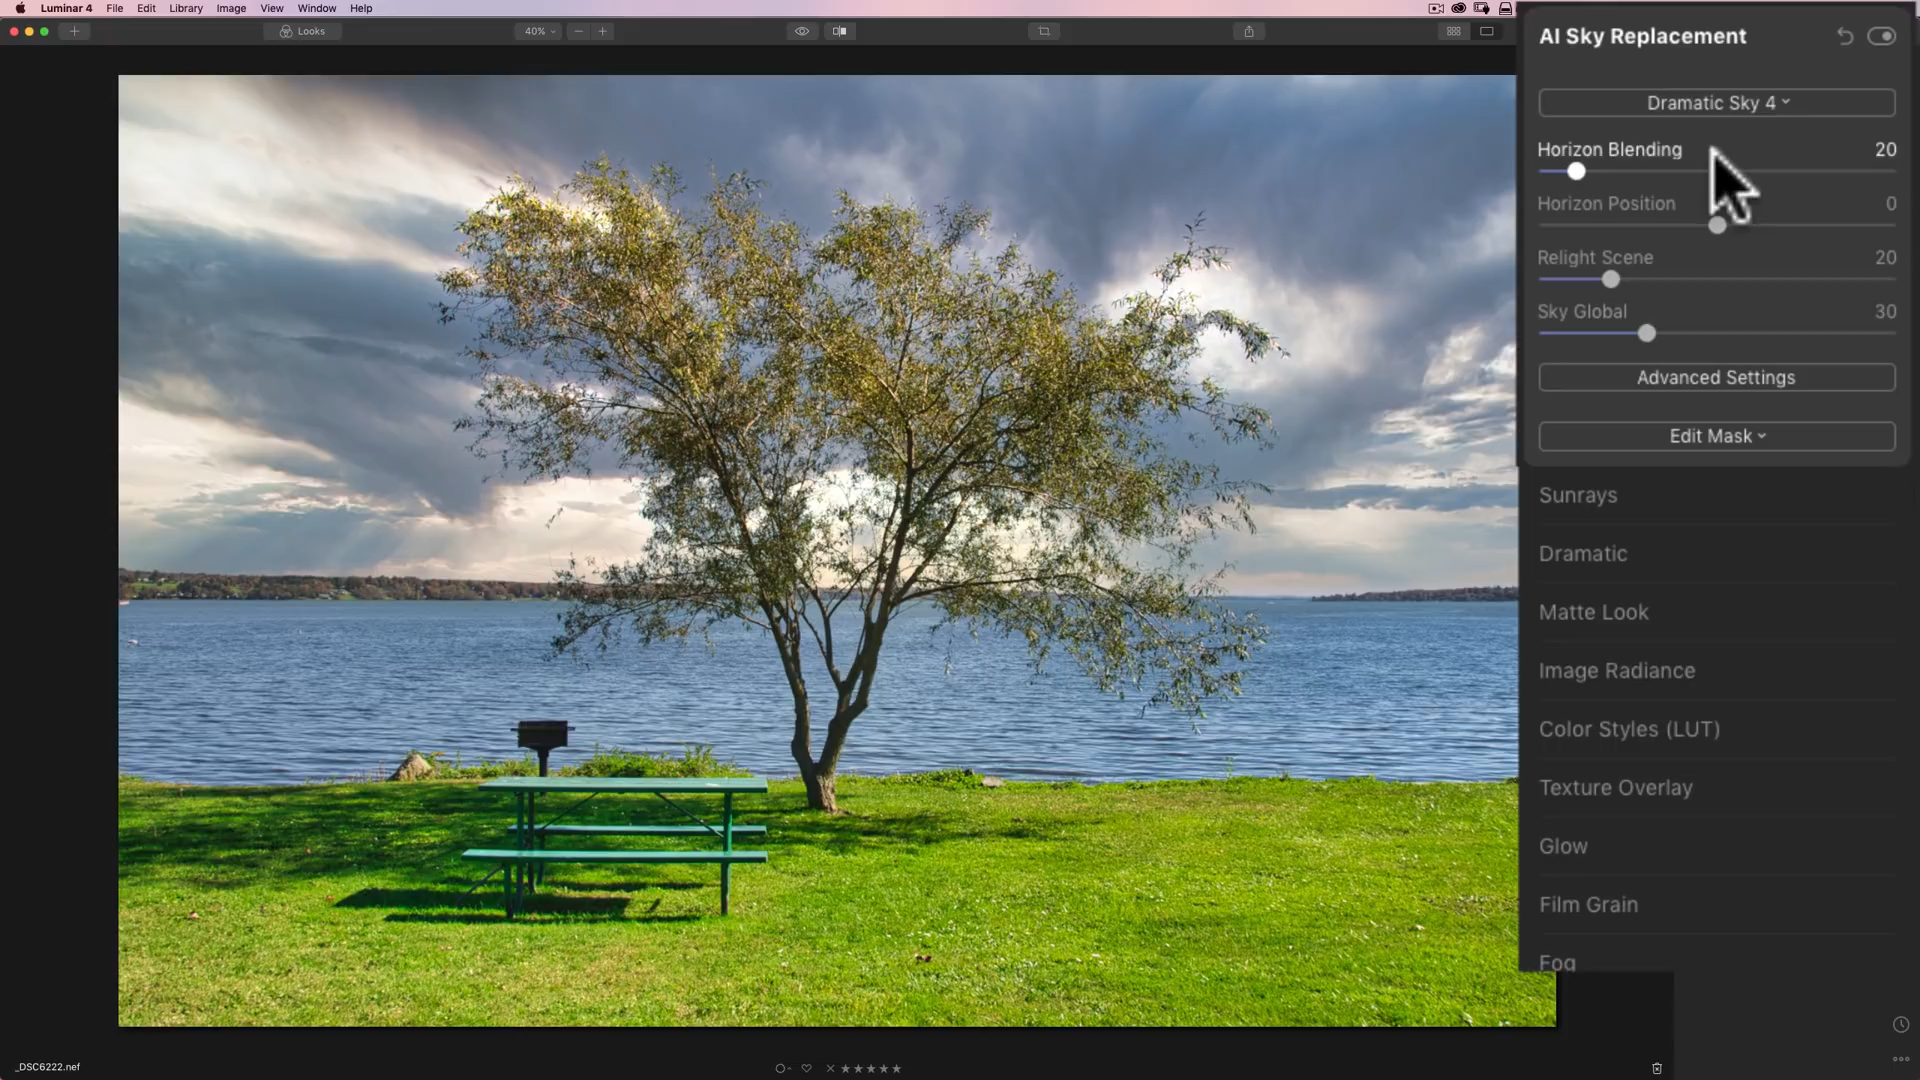 Luminar 4 File Edit Library Image View Window Help
Looks
40%
AI Sky Replacement
Dramatic Sky 4
Horizon Blending 20
Horizon Position 0
Relight Scene 20
Sky Global 30
Advanced Settings
Edit Mask
Sunrays
Dramatic
Matte Look
Image Radiance
Color Styles (LUT)
Texture Overlay
Glow
Film Grain
Fog
_DSC6222.nef